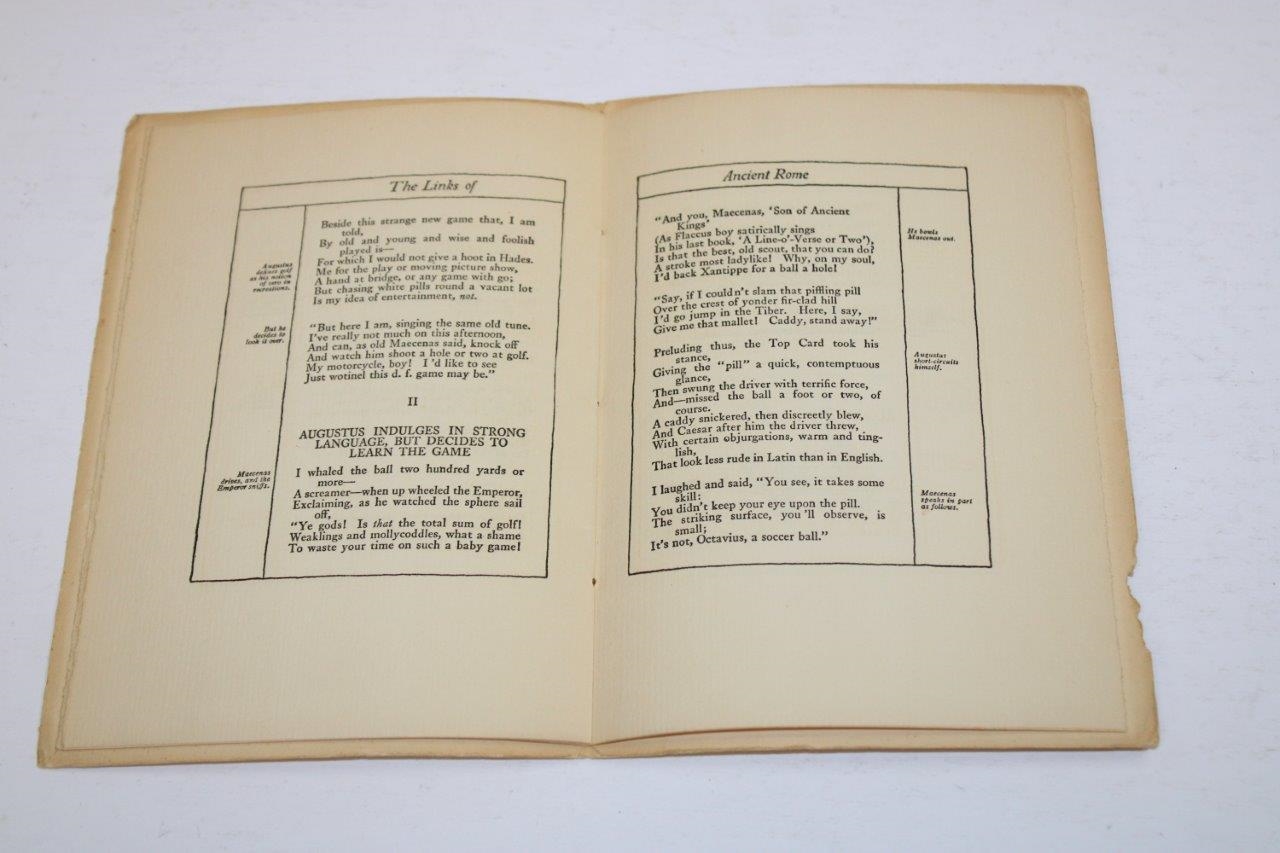 The Links of
Augustus
defines golf
as his notion
of zero in
recreations.
But he
decides to
look it over.
Maecenas
drives, and the
Emperor sniffs.
Beside this strange new game that, I am
told,
By old and young and wise and foolish
played is—
For which I would not give a hoot in Hades.
Me for the play or moving picture show,
A hand at bridge, or any game with go;
But chasing white pills round a vacant lot
Is my idea of entertainment, not.
"But here I am, singing the same old tune.
I've really not much on this afternoon,
And can, as old Maecenas said, knock off
And watch him shoot a hole or two at golf.
My motorcycle, boy! I'd like to see
Just wotinel this d. f. game may be."
II
AUGUSTUS INDULGES IN STRONG
LANGUAGE, BUT DECIDES TO
LEARN THE GAME
I whaled the ball two hundred yards or
more—
A screamer—when up wheeled the Emperor,
Exclaiming, as he watched the sphere sail
off,
"Ye gods! Is that the total sum of golf!
Weaklings and mollycoddles, what a shame
To waste your time on such a baby game!
Ancient Rome
"And you, Maecenas, 'Son of Ancient
Kings'
(As Flaccus boy satirically sings
In his last book, 'A Line-o'-Verse or Two'),
Is that the best, old scout, that you can do?
A stroke most ladylike! Why, on my soul,
I'd back Xantippe for a ball a hole!
"Say, if I couldn't slam that piffling pill
Over the crest of yonder fir-clad hill
I'd go jump in the Tiber. Here, I say,
Give me that mallet! Caddy, stand away!"
Preluding thus, the Top Card took his
stance,
Giving the "pill" a quick, contemptuous
glance,
Then swung the driver with terrific force,
And—missed the ball a foot or two, of
course.
A caddy snickered, then discreetly blew,
And Caesar after him the driver threw,
With certain objurgations, warm and ting-
lish,
That look less rude in Latin than in English.
I laughed and said, "You see, it takes some
skill:
You didn't keep your eye upon the pill.
The striking surface, you'll observe, is
small;
It's not, Octavius, a soccer ball."
He bawls
Maecenas out.
Augustus
short-circuits
himself.
Maecenas
speaks in part
as follows.